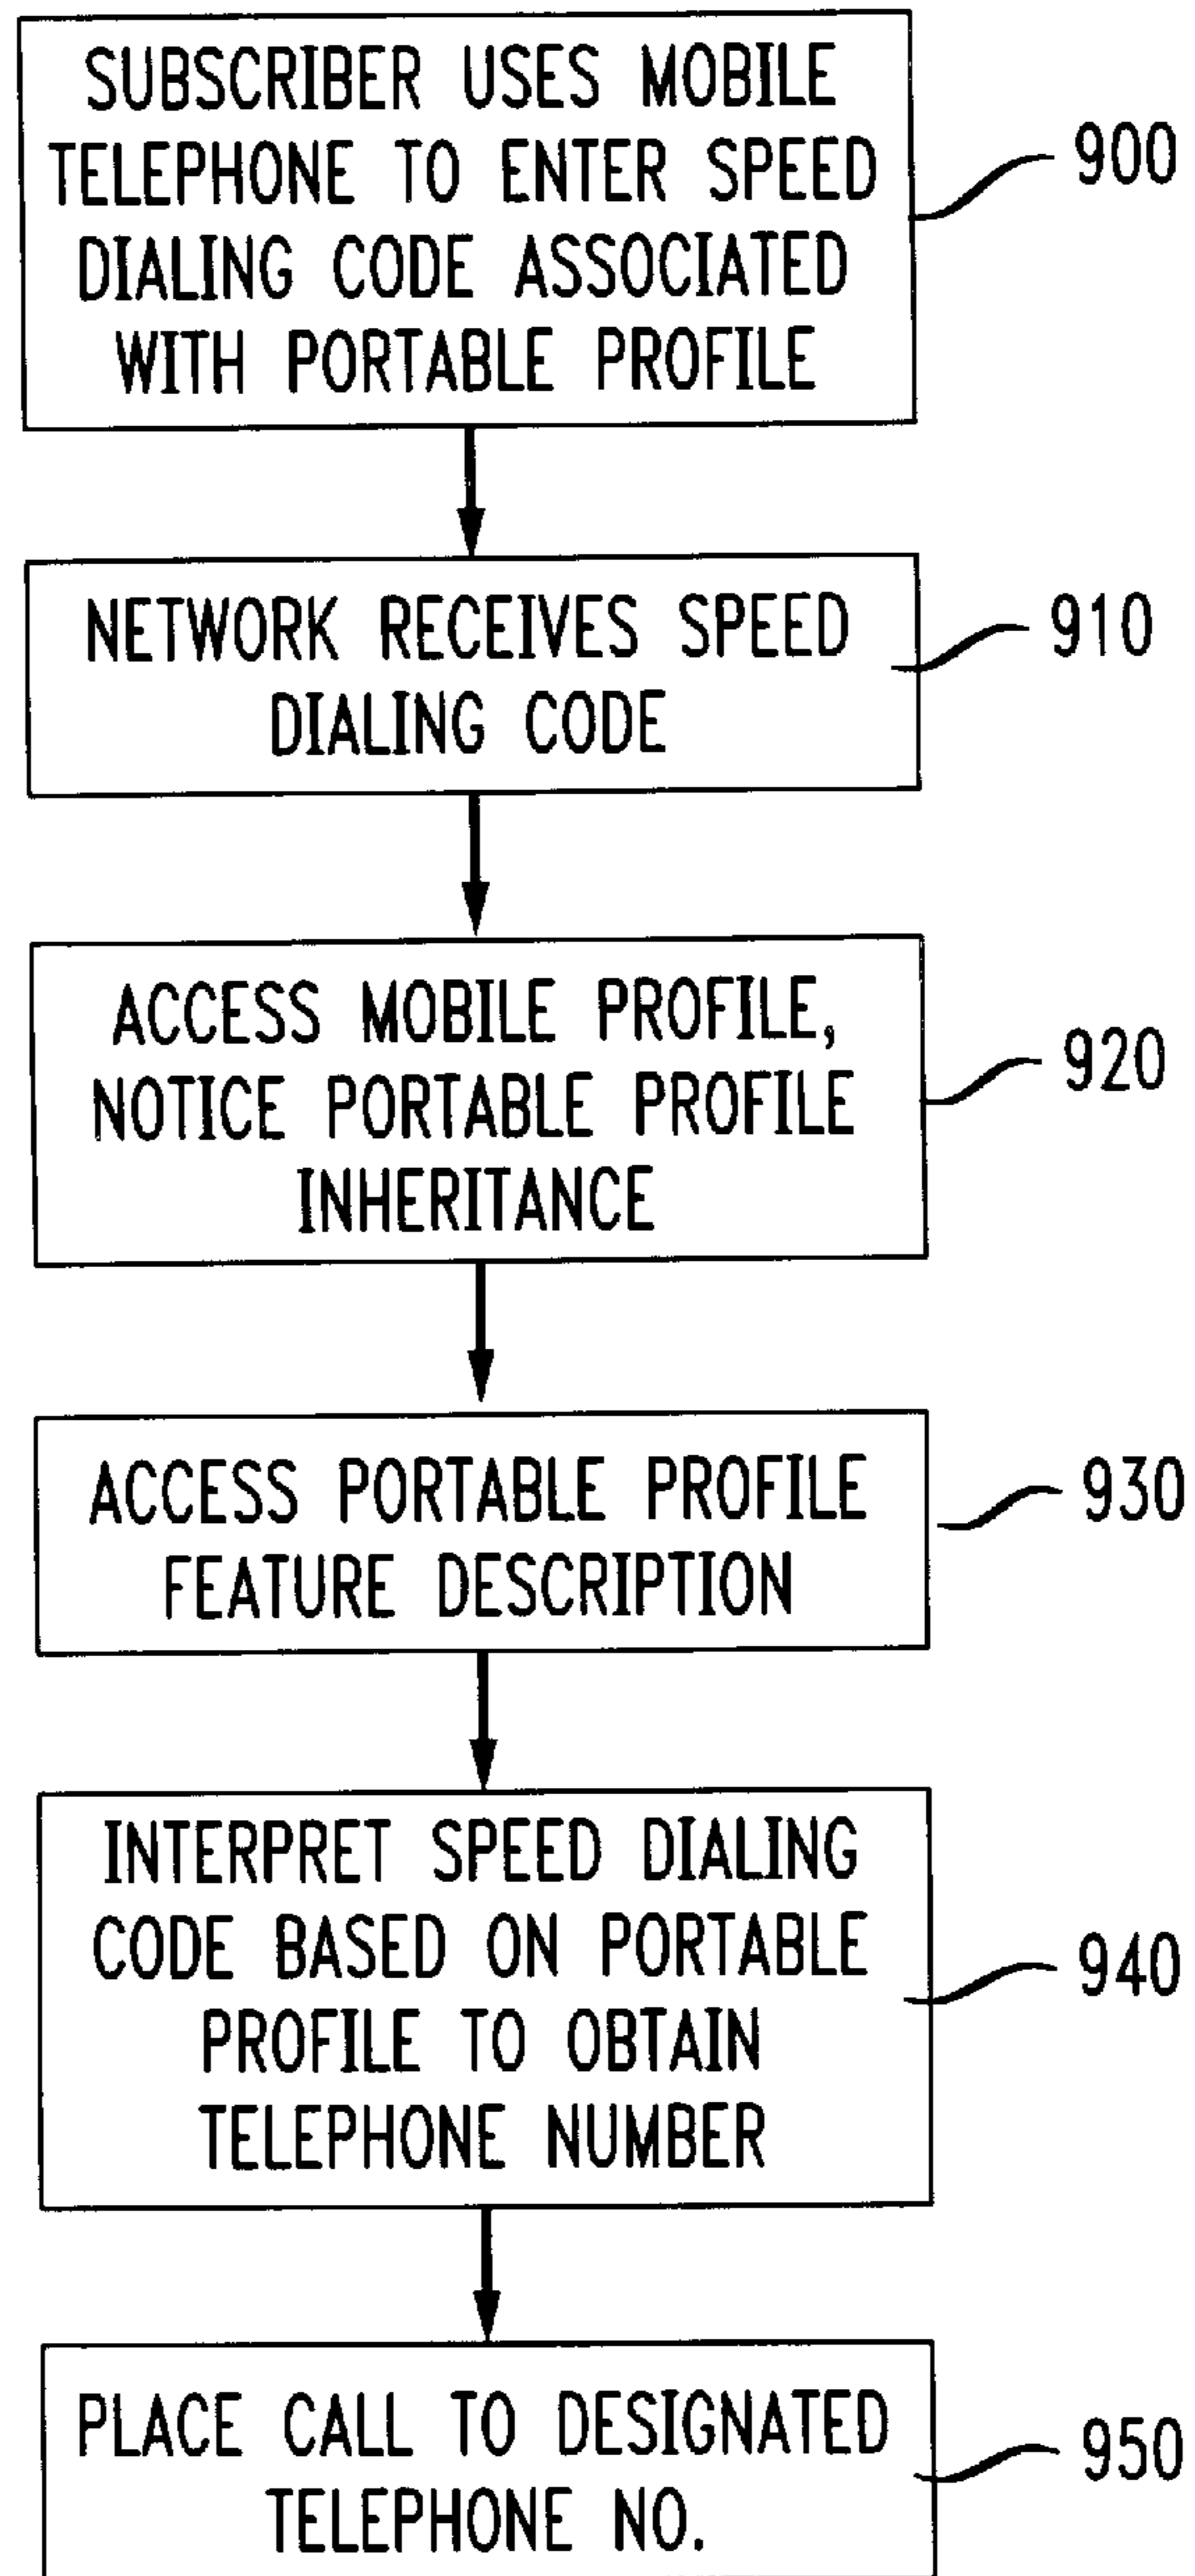 SUBSCRIBER USES MOBILE
TELEPHONE TO ENTER SPEED
DIALING CODE ASSOCIATED
WITH PORTABLE PROFILE
900
NETWORK RECEIVES SPEED
DIALING CODE
910
ACCESS MOBILE PROFILE,
NOTICE PORTABLE PROFILE
INHERITANCE
920
ACCESS PORTABLE PROFILE
FEATURE DESCRIPTION
930
INTERPRET SPEED DIALING
CODE BASED ON PORTABLE
PROFILE TO OBTAIN
TELEPHONE NUMBER
940
PLACE CALL TO DESIGNATED
TELEPHONE NO.
950